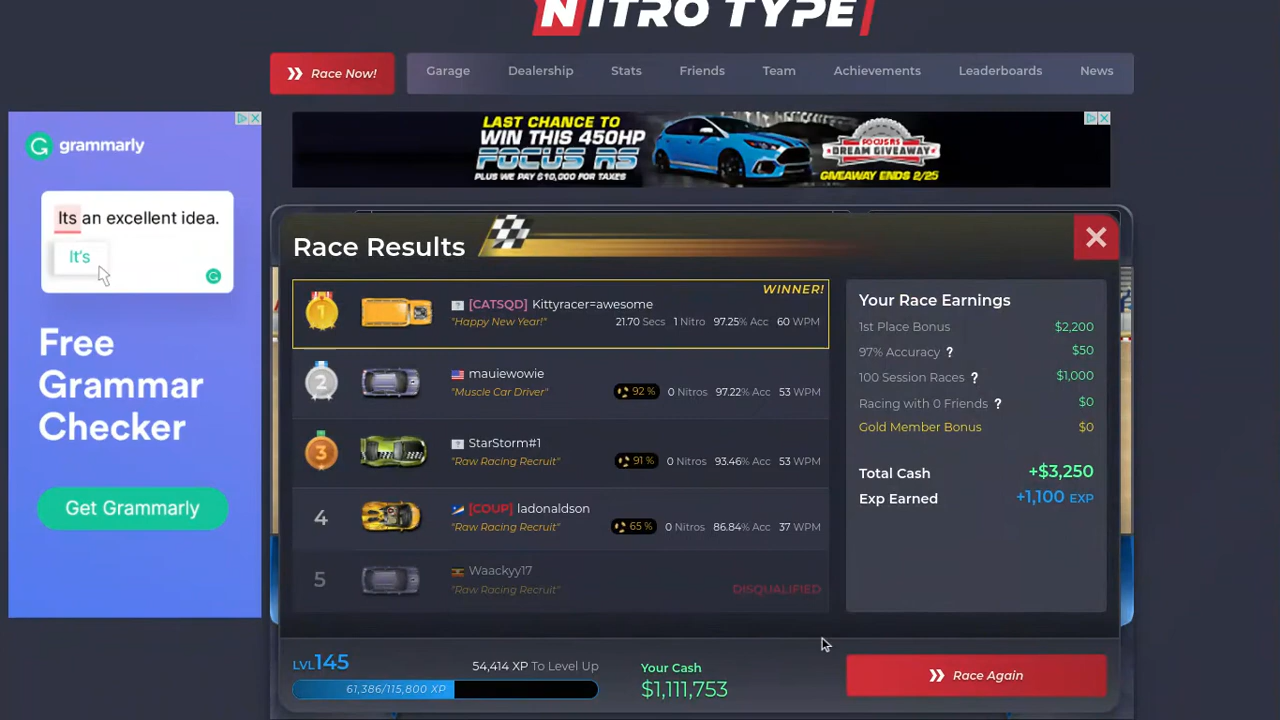 NITRO TYPE
Race Now!
Garage
Dealership
Stats
Friends
Team
Achievements
Leaderboards
News
grammarly
Its an excellent idea.
It's
Free
Grammar
Checker
Get Grammarly
LAST CHANCE TO
WIN THIS 450HP
FOCUS RS
PLUS WE PAY $10,000 FOR TAXES
FOCUS RS
DREAM GIVEAWAY
GIVEAWAY ENDS 2/25
Race Results
WINNER!
1
[CATSQD] Kittyracer=awesome
"Happy New Year!"
21.70 Secs 1 Nitro 97.25% Acc 60 WPM
2
mauiewowie
"Muscle Car Driver"
92 % 0 Nitros 97.22% Acc 53 WPM
3
StarStorm#1
"Raw Racing Recruit"
91 % 0 Nitros 93.46% Acc 53 WPM
4
[COUP] ladonaldson
"Raw Racing Recruit"
65 % 0 Nitros 86.84% Acc 37 WPM
5
Waackyy17
"Raw Racing Recruit"
DISQUALIFIED
Your Race Earnings
1st Place Bonus $2,200
97% Accuracy ? $50
100 Session Races ? $1,000
Racing with 0 Friends ? $0
Gold Member Bonus $0
Total Cash +$3,250
Exp Earned +1,100 EXP
LVL145
54,414 XP To Level Up
61,386/115,800 XP
Your Cash
$1,111,753
Race Again